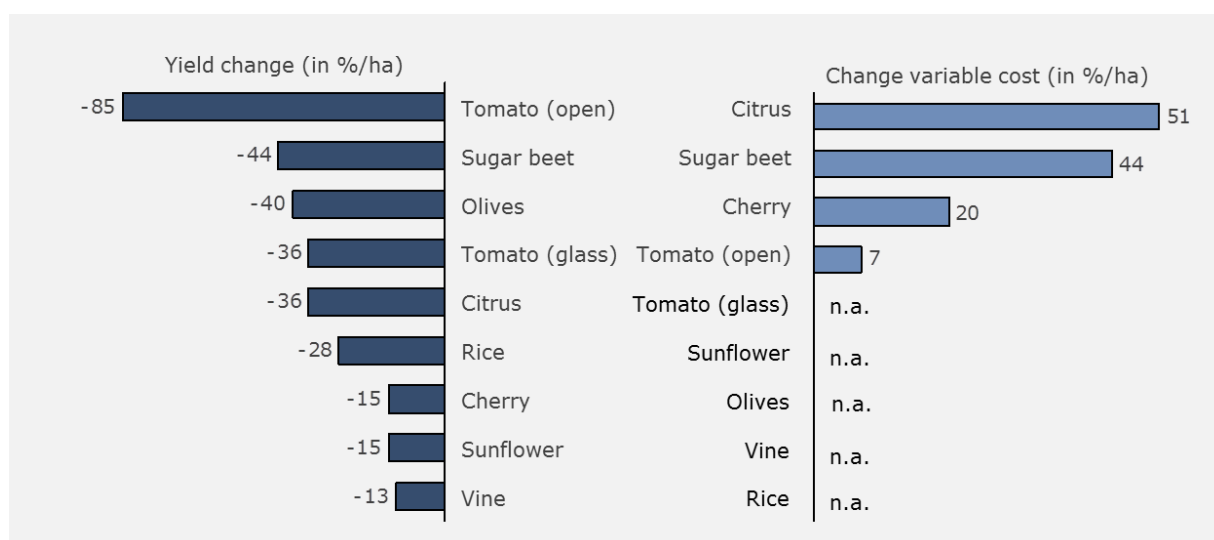 Yield change (in %/ha)
-85 Tomato (open)
-44 Sugar beet
-40 Olives
-36 Tomato (glass)
-36 Citrus
-28 Rice
-15 Cherry
-15 Sunflower
-13 Vine
Change variable cost (in %/ha)
Citrus 51
Sugar beet 44
Cherry 20
Tomato (open) 7
Tomato (glass) n.a.
Sunflower n.a.
Olives n.a.
Vine n.a.
Rice n.a.